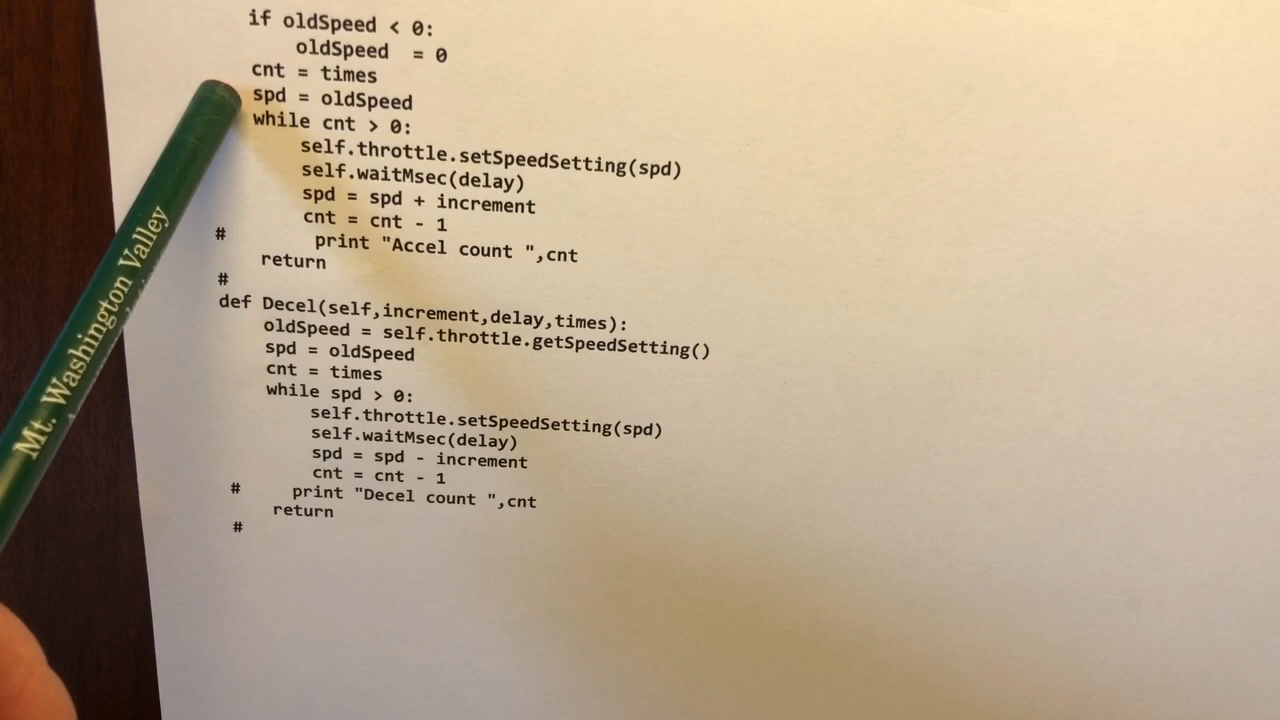 if oldSpeed < 0:
oldSpeed  = 0
cnt = times
spd = oldSpeed
while cnt > 0:
self.throttle.setSpeedSetting(spd)
self.waitMsec(delay)
spd = spd + increment
cnt = cnt - 1
#        print "Accel count ",cnt
return
#
def Decel(self,increment,delay,times):
oldSpeed = self.throttle.getSpeedSetting()
spd = oldSpeed
cnt = times
while spd > 0:
self.throttle.setSpeedSetting(spd)
self.waitMsec(delay)
spd = spd - increment
cnt = cnt - 1
#     print "Decel count ",cnt
return
#
Mt. Washington Valley